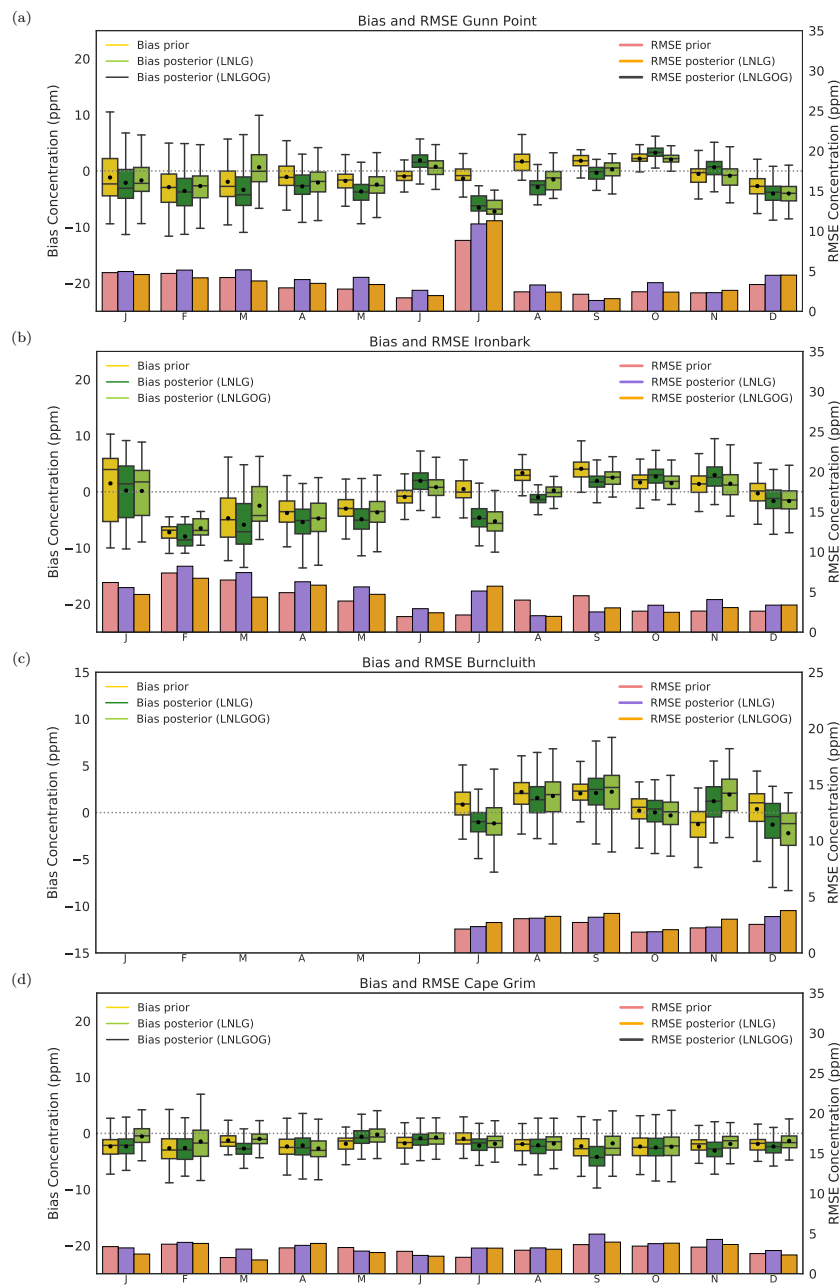 (a)
Bias and RMSE Gunn Point
Bias prior
Bias posterior (LNLG)
Bias posterior (LNLGOG)
RMSE prior
RMSE posterior (LNLG)
RMSE posterior (LNLGOG)
Bias Concentration (ppm)
20
10
0
−10
−20
RMSE Concentration (ppm)
35
30
25
20
15
10
5
0
J F M A M J J A S O N D
(b)
Bias and RMSE Ironbark
Bias prior
Bias posterior (LNLG)
Bias posterior (LNLGOG)
RMSE prior
RMSE posterior (LNLG)
RMSE posterior (LNLGOG)
Bias Concentration (ppm)
20
10
0
−10
−20
RMSE Concentration (ppm)
35
30
25
20
15
10
5
0
J F M A M J J A S O N D
(c)
Bias and RMSE Burncluith
Bias prior
Bias posterior (LNLG)
Bias posterior (LNLGOG)
RMSE prior
RMSE posterior (LNLG)
RMSE posterior (LNLGOG)
Bias Concentration (ppm)
15
10
5
0
−5
−10
−15
RMSE Concentration (ppm)
25
20
15
10
5
0
J F M A M J J A S O N D
(d)
Bias and RMSE Cape Grim
Bias prior
Bias posterior (LNLG)
Bias posterior (LNLGOG)
RMSE prior
RMSE posterior (LNLG)
RMSE posterior (LNLGOG)
Bias Concentration (ppm)
20
10
0
−10
−20
RMSE Concentration (ppm)
35
30
25
20
15
10
5
0
J F M A M J J A S O N D